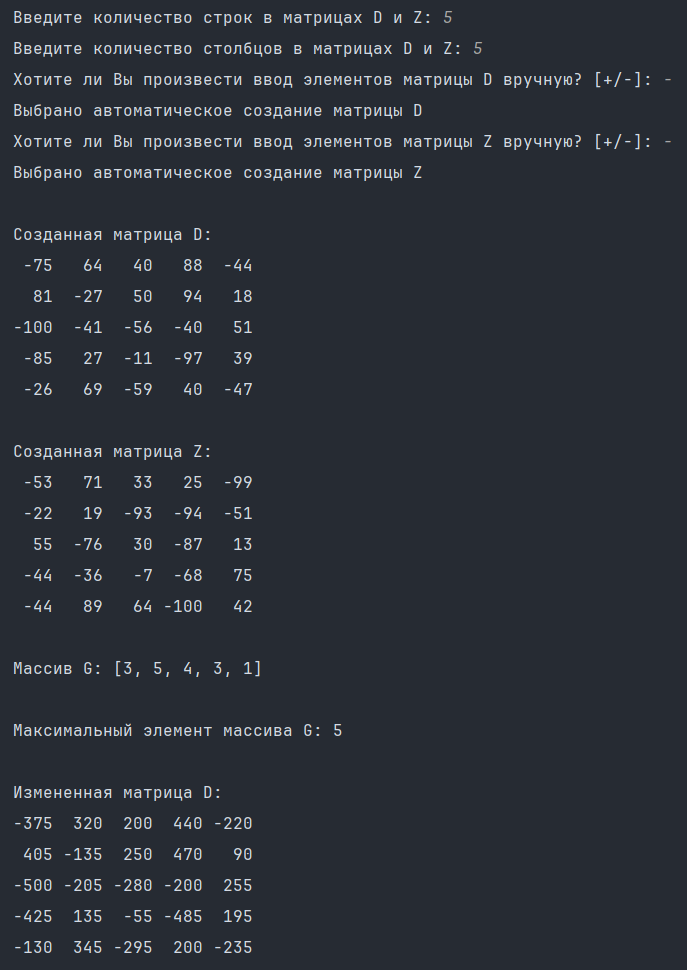 Введите количество строк в матрицах D и Z: 5
Введите количество столбцов в матрицах D и Z: 5
Хотите ли Вы произвести ввод элементов матрицы D вручную? [+/-]: -
Выбрано автоматическое создание матрицы D
Хотите ли Вы произвести ввод элементов матрицы Z вручную? [+/-]: -
Выбрано автоматическое создание матрицы Z
Созданная матрица D:
-75 64 40 88 -44
81 -27 50 94 18
-100 -41 -56 -40 51
-85 27 -11 -97 39
-26 69 -59 40 -47
Созданная матрица Z:
-53 71 33 25 -99
-22 19 -93 -94 -51
55 -76 30 -87 13
-44 -36 -7 -68 75
-44 89 64 -100 42
Массив G: [3, 5, 4, 3, 1]
Максимальный элемент массива G: 5
Измененная матрица D:
-375 320 200 440 -220
405 -135 250 470 90
-500 -205 -280 -200 255
-425 135 -55 -485 195
-130 345 -295 200 -235